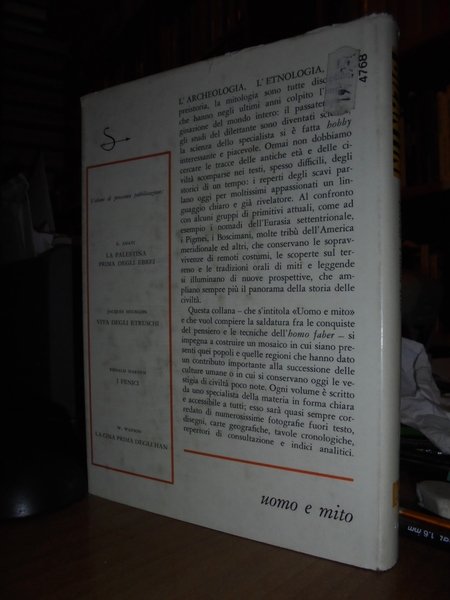 Volumi di prossima pubblicazione:
E. ANATI
LA PALESTINA
PRIMA DEGLI EBREI
JACQUES HEURGON
VITA DEGLI ETRUSCHI
DONALD HARDEN
I FENICI
W. WATSON
LA CINA PRIMA DEGLI HAN
L'ARCHEOLOGIA, L'ETNOLOGIA,
preistoria, la mitologia sono tutte
che hanno negli ultimi anni colpito
ginazione del mondo intero: il
gli studi del dilettante sono diventati
la scienza dello specialista si è fatta hobby
interessante e piacevole. Ormai non dobbiamo
cercare le tracce delle antiche età e delle ci-
viltà scomparse nei testi, spesso difficili, degli
storici di un tempo: i reperti degli scavi par-
lano oggi per moltissimi appassionati un lin-
guaggio chiaro e già rivelatore. Al confronto
con alcuni gruppi di primitivi attuali, come ad
esempio i nomadi dell'Eurasia settentrionale,
i Pigmei, i Boscimani, molte tribù dell'America
meridionale ed altri, che conservano le soprav-
vivenze di remoti costumi, le scoperte sul ter-
reno e le tradizioni orali di miti e leggende
si illuminano di nuove prospettive, che am-
pliano sempre più il panorama della storia delle
civiltà.
Questa collana – che s'intitola «Uomo e mito»
e che vuol compiere la saldatura fra le conquiste
del pensiero e le tecniche dell'homo faber – si
impegna a costruire un mosaico in cui siano pre-
senti quei popoli e quelle regioni che hanno dato
un contributo importante alla successione delle
culture umane o in cui si conservano oggi le ve-
stigia di civiltà poco note. Ogni volume è scritto
da uno specialista della materia in forma chiara
e accessibile a tutti; esso sarà quasi sempre cor-
redato di numerosissime fotografie fuori testo,
disegni, carte geografiche, tavole cronologiche,
repertori di consultazione e indici analitici.
uomo e mito
4768
1.6 mm